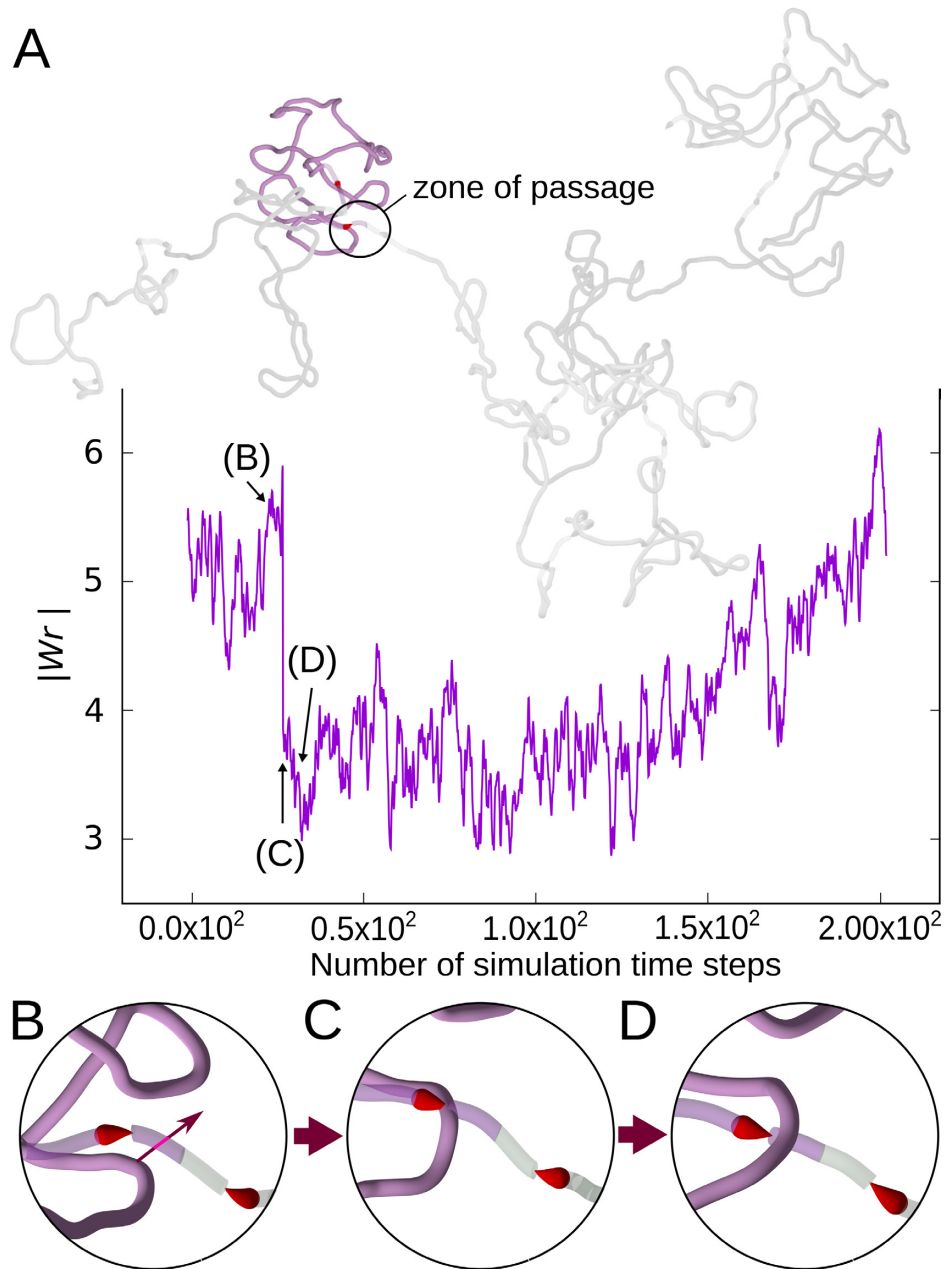 A
zone of passage
6
5
4
3
|Wr |
(B)
(D)
(C)
0.0x10²
0.5x10²
1.0x10²
1.5x10²
2.00x10²
Number of simulation time steps
B
C
D